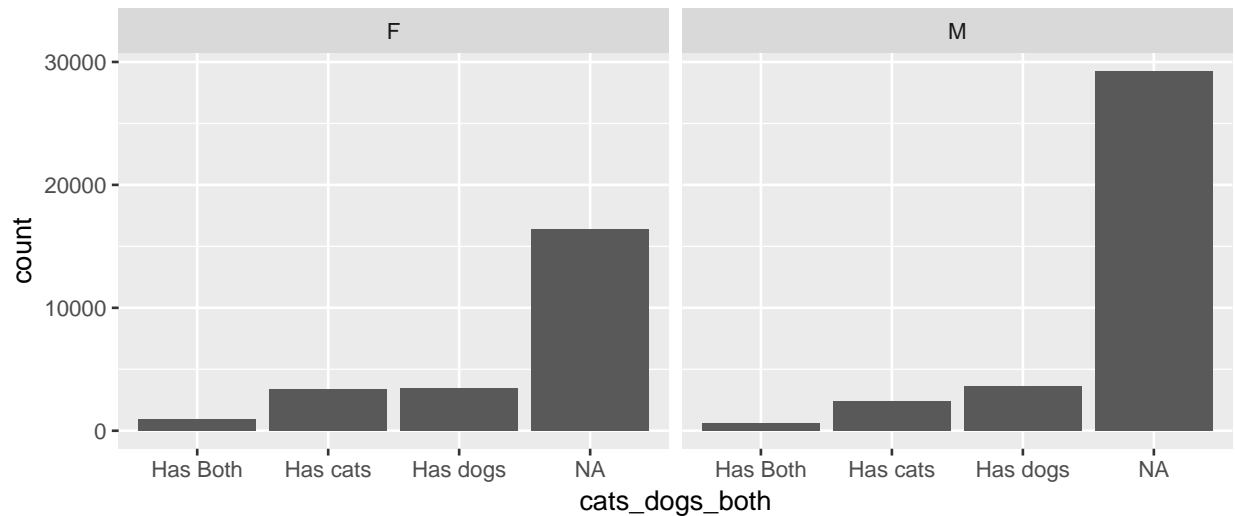 F
M
30000
20000
10000
0
count
Has Both Has cats Has dogs NA
Has Both Has cats Has dogs NA
cats_dogs_both